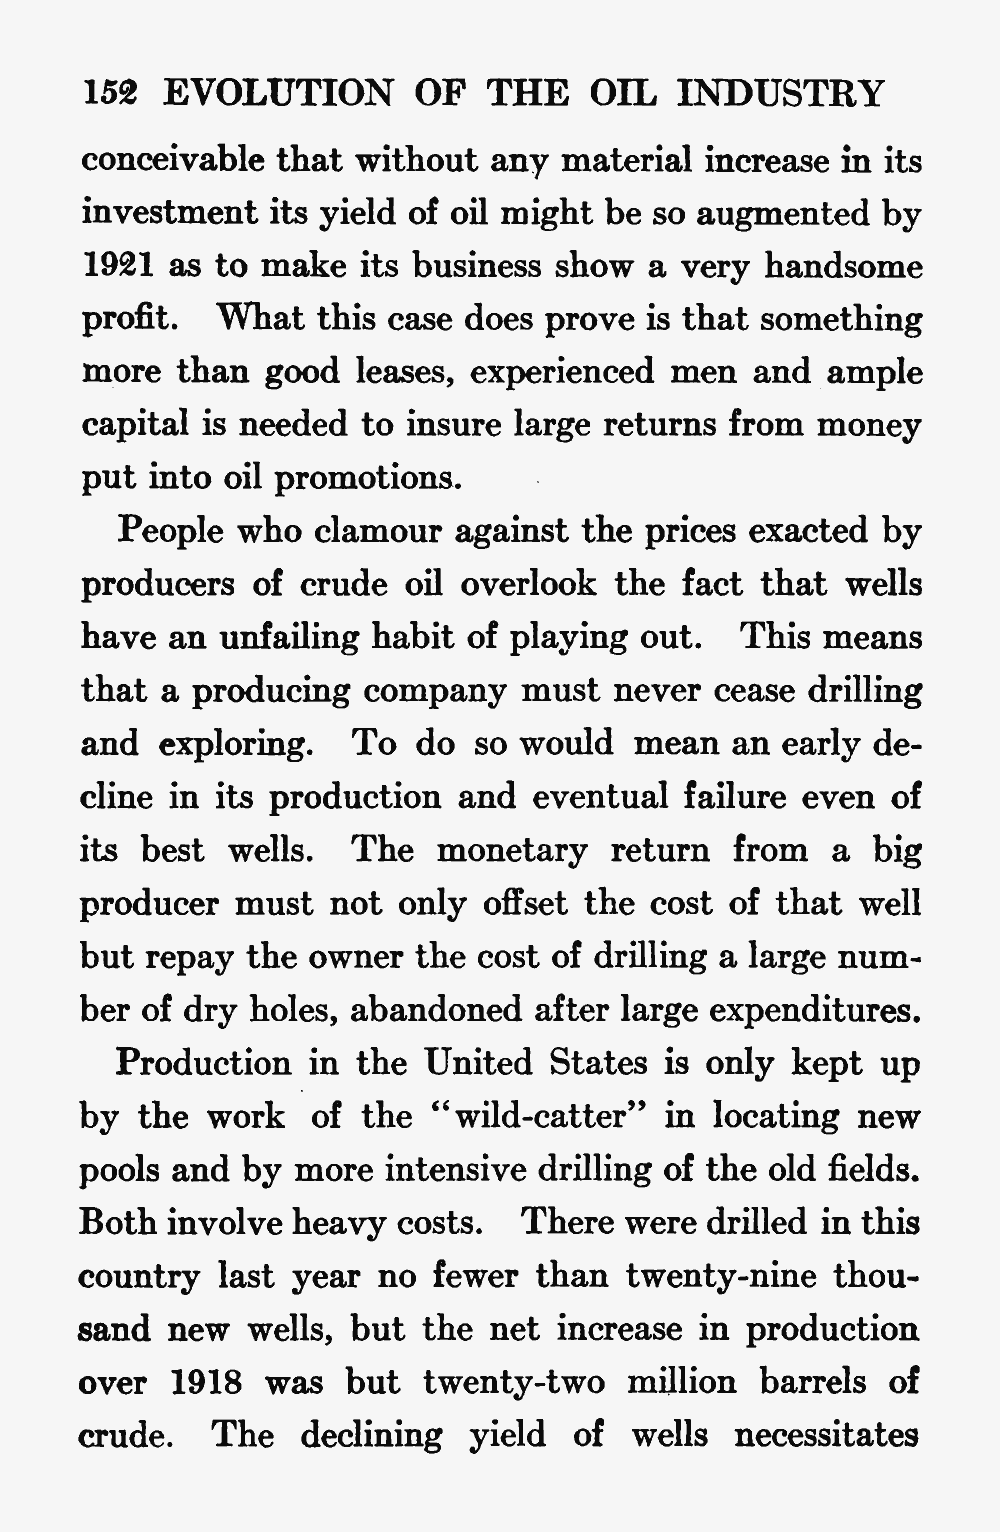 152 EVOLUTION OF THE OIL INDUSTRY
conceivable that without any material increase in its
investment its yield of oil might be so augmented by
1921 as to make its business show a very handsome
profit. What this case does prove is that something
more than good leases, experienced men and ample
capital is needed to insure large returns from money
put into oil promotions.
People who clamour against the prices exacted by
producers of crude oil overlook the fact that wells
have an unfailing habit of playing out. This means
that a producing company must never cease drilling
and exploring. To do so would mean an early de-
cline in its production and eventual failure even of
its best wells. The monetary return from a big
producer must not only offset the cost of that well
but repay the owner the cost of drilling a large num-
ber of dry holes, abandoned after large expenditures.
Production in the United States is only kept up
by the work of the “wild-catter” in locating new
pools and by more intensive drilling of the old fields.
Both involve heavy costs. There were drilled in this
country last year no fewer than twenty-nine thou-
sand new wells, but the net increase in production
over 1918 was but twenty-two million barrels of
crude. The declining yield of wells necessitates